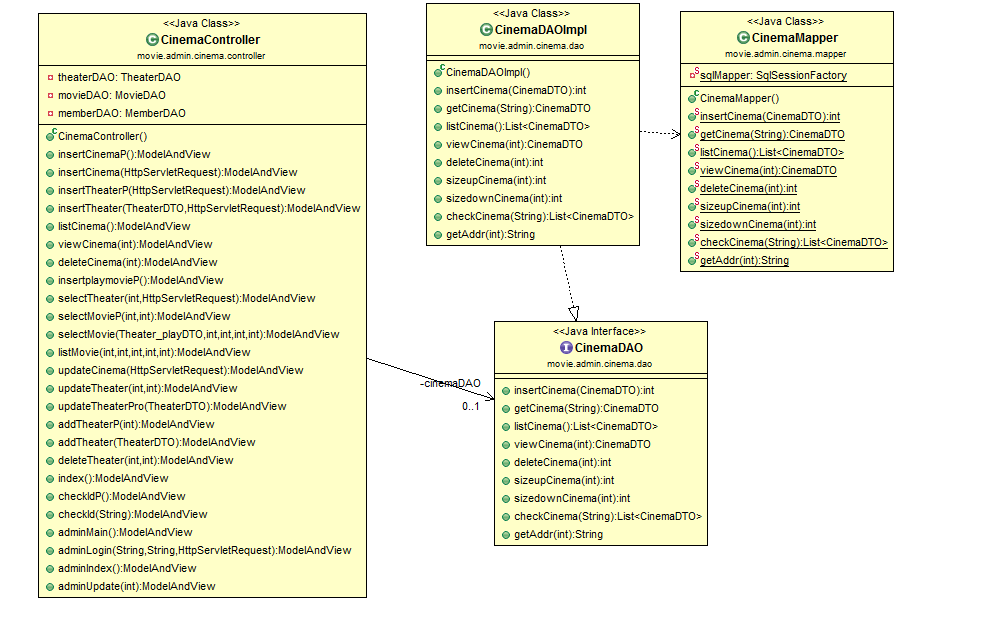 <<Java Class>>
CinemaController
movie.admin.cinema.controller
theaterDAO: TheaterDAO
movieDAO: MovieDAO
memberDAO: MemberDAO
CinemaController()
insertCinemaP():ModelAndView
insertCinema(HttpServletRequest):ModelAndView
insertTheaterP(HttpServletRequest):ModelAndView
insertTheater(TheaterDTO,HttpServletRequest):ModelAndView
listCinema():ModelAndView
viewCinema(int):ModelAndView
deleteCinema(int):ModelAndView
insertplaymovieP():ModelAndView
selectTheater(int,HttpServletRequest):ModelAndView
selectMovieP(int,int):ModelAndView
selectMovie(Theater_playDTO,int,int,int,int):ModelAndView
listMovie(int,int,int,int,int):ModelAndView
updateCinema(HttpServletRequest):ModelAndView
updateTheater(int,int):ModelAndView
updateTheaterPro(TheaterDTO):ModelAndView
addTheaterP(int):ModelAndView
addTheater(TheaterDTO):ModelAndView
deleteTheater(int,int):ModelAndView
index():ModelAndView
checkIdP():ModelAndView
checkId(String):ModelAndView
adminMain():ModelAndView
adminLogin(String,String,HttpServletRequest):ModelAndView
adminIndex():ModelAndView
adminUpdate(int):ModelAndView
<<Java Class>>
CinemaDAOImpl
movie.admin.cinema.dao
CinemaDAOImpl()
insertCinema(CinemaDTO):int
getCinema(String):CinemaDTO
listCinema():List<CinemaDTO>
viewCinema(int):CinemaDTO
deleteCinema(int):int
sizeupCinema(int):int
sizedownCinema(int):int
checkCinema(String):List<CinemaDTO>
getAddr(int):String
<<Java Class>>
CinemaMapper
movie.admin.cinema.mapper
sqlMapper: SqlSessionFactory
CinemaMapper()
insertCinema(CinemaDTO):int
getCinema(String):CinemaDTO
listCinema():List<CinemaDTO>
viewCinema(int):CinemaDTO
deleteCinema(int):int
sizeupCinema(int):int
sizedownCinema(int):int
checkCinema(String):List<CinemaDTO>
getAddr(int):String
-cinemaDAO
0..1
<<Java Interface>>
CinemaDAO
movie.admin.cinema.dao
insertCinema(CinemaDTO):int
getCinema(String):CinemaDTO
listCinema():List<CinemaDTO>
viewCinema(int):CinemaDTO
deleteCinema(int):int
sizeupCinema(int):int
sizedownCinema(int):int
checkCinema(String):List<CinemaDTO>
getAddr(int):String